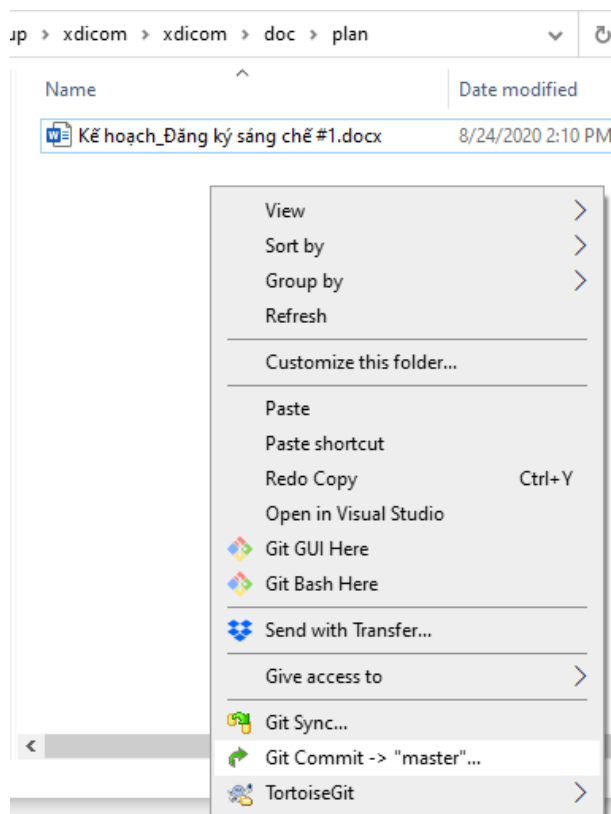 up > xdicom > xdicom > doc > plan
Name Date modified
Kế hoạch_Đăng ký sáng chế #1.docx 8/24/2020 2:10 PM
View
Sort by
Group by
Refresh
Customize this folder...
Paste
Paste shortcut
Redo Copy Ctrl+Y
Open in Visual Studio
Git GUI Here
Git Bash Here
Send with Transfer...
Give access to
Git Sync...
Git Commit -> "master"...
TortoiseGit